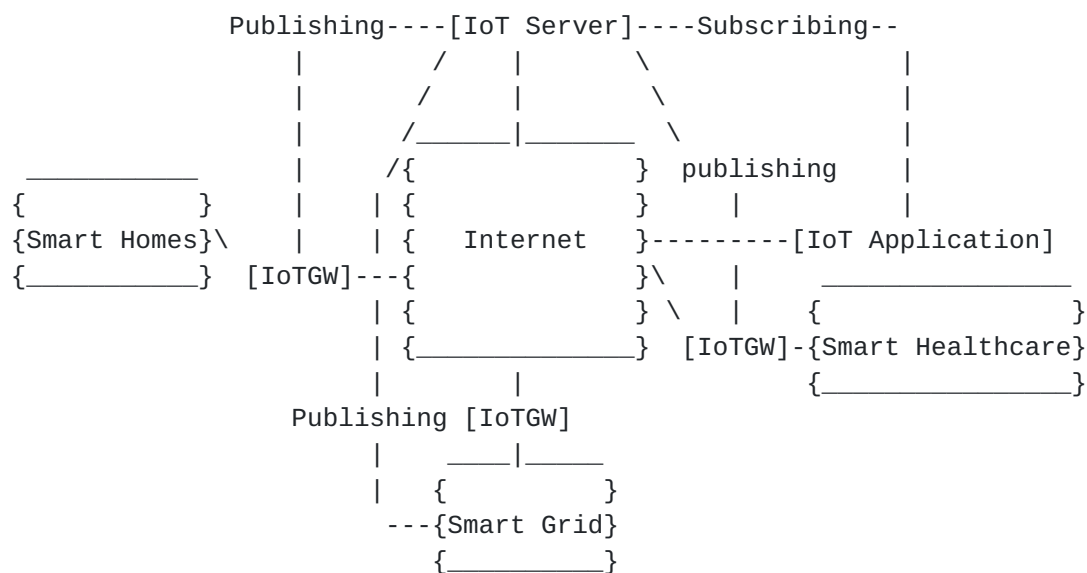 Publishing----[IoT Server]----Subscribing--
publishing
{Smart Homes}
Internet
[IoT Application]
[IoTGW]
[IoTGW]
{Smart Healthcare}
Publishing [IoTGW]
{Smart Grid}